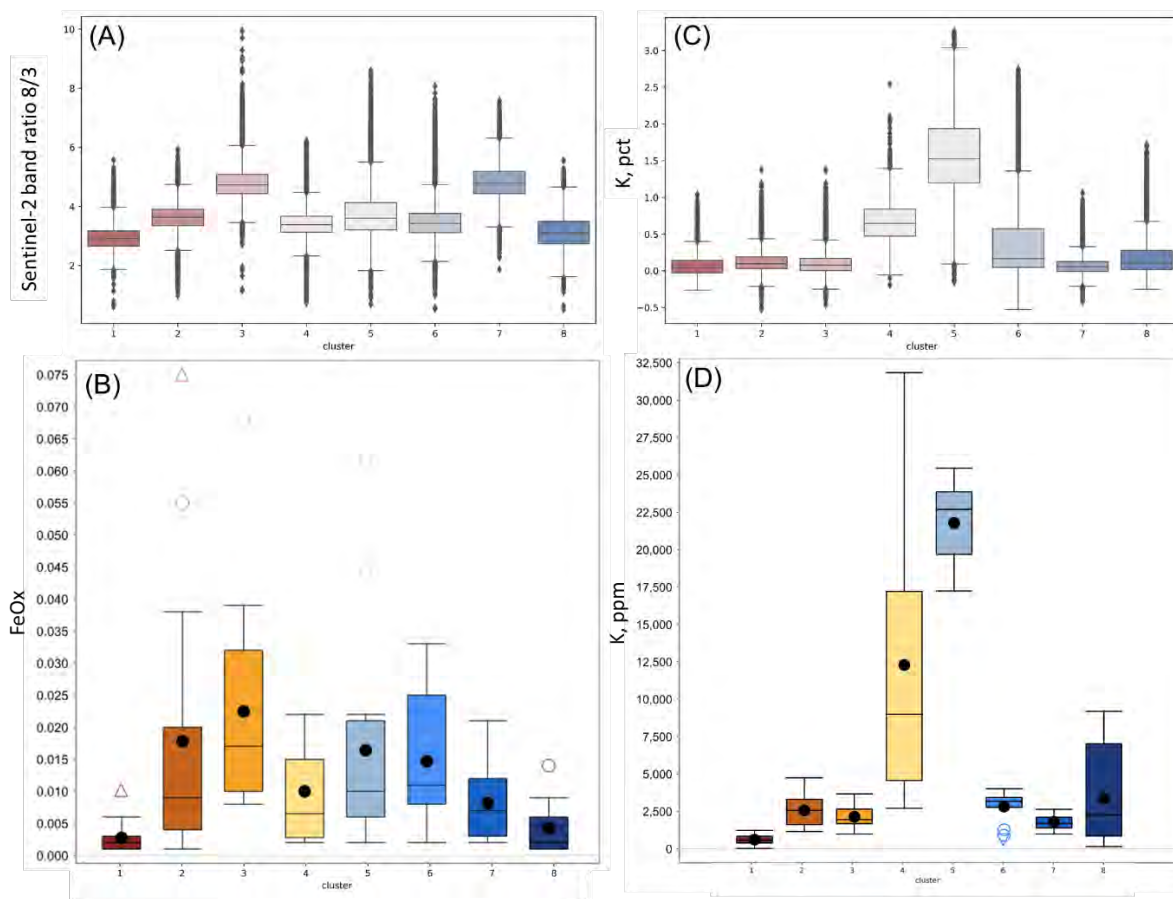 (A)
Sentinel-2 band ratio 8/3
10
8
6
4
2
1 2 3 4 5 6 7 8
cluster
(C)
K, pct
3.0
2.5
2.0
1.5
1.0
0.5
0.0
−0.5
1 2 3 4 5 6 7 8
cluster
(B)
FeOx
0.075
0.070
0.065
0.060
0.055
0.050
0.045
0.040
0.035
0.030
0.025
0.020
0.015
0.010
0.005
0.000
1 2 3 4 5 6 7 8
cluster
(D)
K, ppm
32,500
30,000
27,500
25,000
22,500
20,000
17,500
15,000
12,500
10,000
7,500
5,000
2,500
0
1 2 3 4 5 6 7 8
cluster